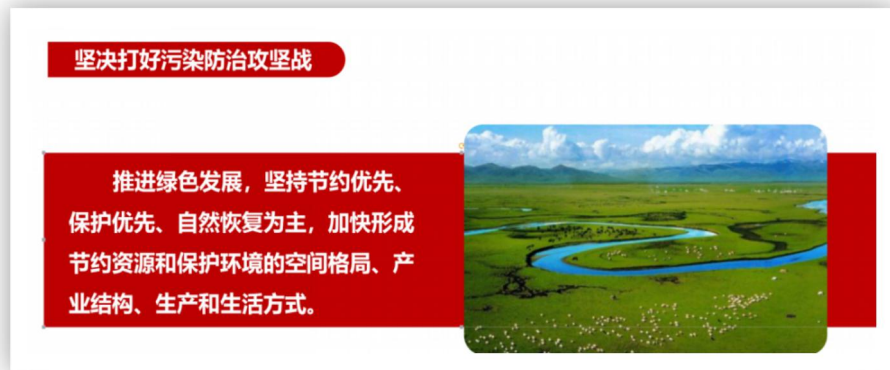 坚决打好污染防治攻坚战
推进绿色发展，坚持节约优先、
保护优先、自然恢复为主，加快形成
节约资源和保护环境的空间格局、产
业结构、生产和生活方式。